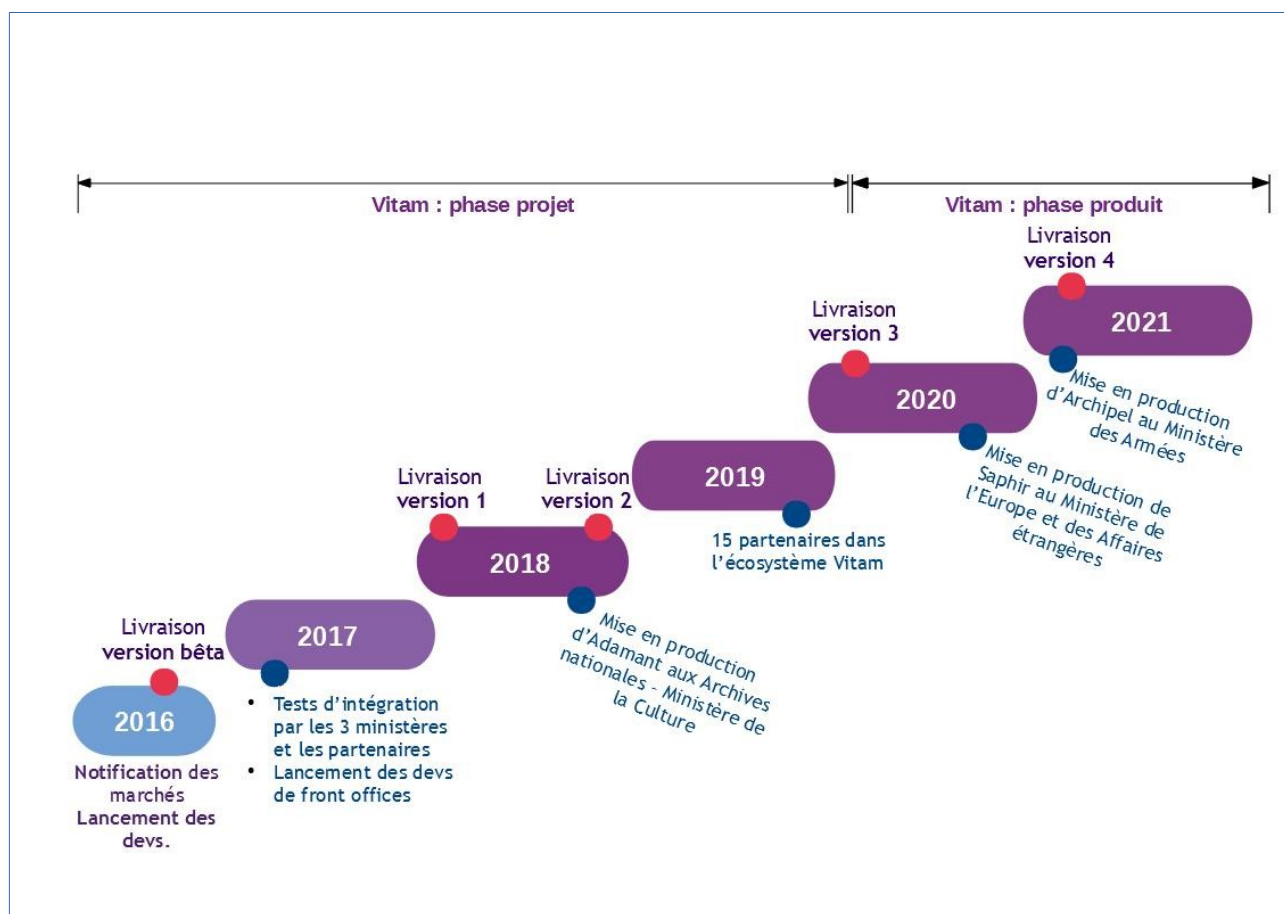 Vitam : phase projet
Vitam : phase produit
Livraison
version 4
2021
Mise en production
d’Archipel au Ministère
des Armées
Livraison
version 3
2020
Mise en production de
Saphir au Ministère de
l’Europe et des Affaires
étrangères
2019
15 partenaires dans
l’écosystème Vitam
Livraison
version 1
Livraison
version 2
2018
Mise en production
d’Adamant aux Archives
nationales - Ministère de
la Culture
2017
• Tests d’intégration
par les 3 ministères
et les partenaires
• Lancement des devs
de front offices
Livraison
version bêta
2016
Notification des
marchés
Lancement des
devs.